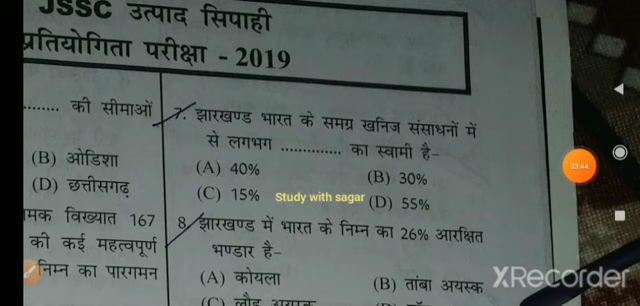 JSSC उत्पाद सिपाही
प्रतियोगिता परीक्षा - 2019
........ की सीमाओं
(B) ओडिशा
(D) छत्तीसगढ़
विख्यात 167
की कई महत्वपूर्ण
निम्न का पारगमन
7. झारखण्ड भारत के समग्र खनिज संसाधनों में
से लगभग .............. का स्वामी है-
(A) 40%
(B) 30%
(C) 15%
(D) 55%
Study with sagar
8. झारखण्ड में भारत के निम्न का 26% आरक्षित
भण्डार है-
(A) कोयला
(B) तांबा अयस्क
(C) लौह अयस्क
03:44
XRecorder